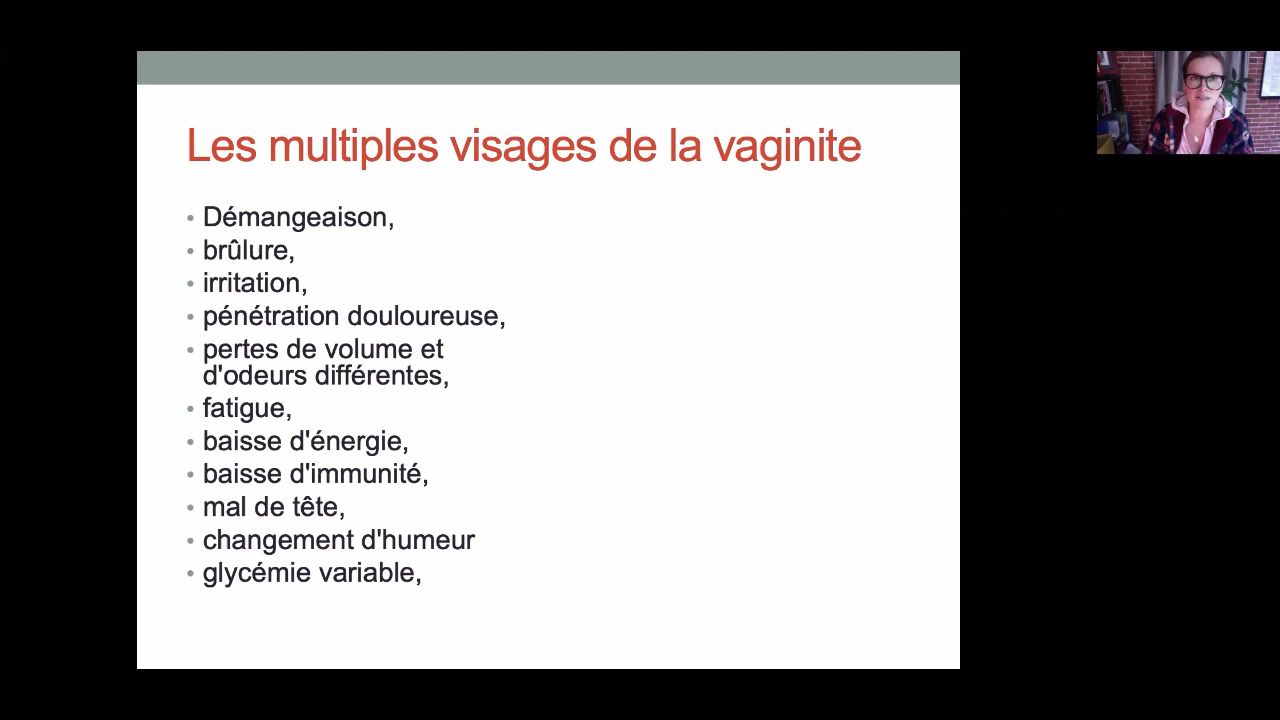 Les multiples visages de la vaginite
• Démangeaison,
• brûlure,
• irritation,
• pénétration douloureuse,
• pertes de volume et
d'odeurs différentes,
• fatigue,
• baisse d'énergie,
• baisse d'immunité,
• mal de tête,
• changement d'humeur
• glycémie variable,